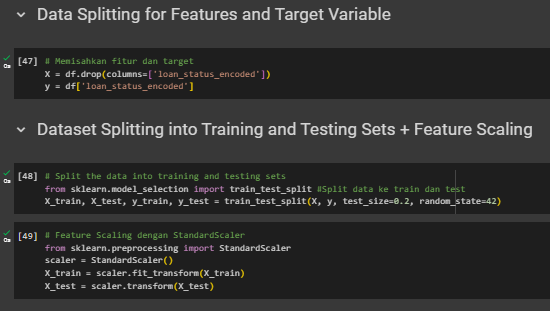 Data Splitting for Features and Target Variable
[47] # Memisahkan fitur dan target
X = df.drop(columns=['loan_status_encoded'])
y = df['loan_status_encoded']
Dataset Splitting into Training and Testing Sets + Feature Scaling
[48] # Split the data into training and testing sets
from sklearn.model_selection import train_test_split #Split data ke train dan test
X_train, X_test, y_train, y_test = train_test_split(X, y, test_size=0.2, random_state=42)
[49] # Feature Scaling dengan StandardScaler
from sklearn.preprocessing import StandardScaler
scaler = StandardScaler()
X_train = scaler.fit_transform(X_train)
X_test = scaler.transform(X_test)